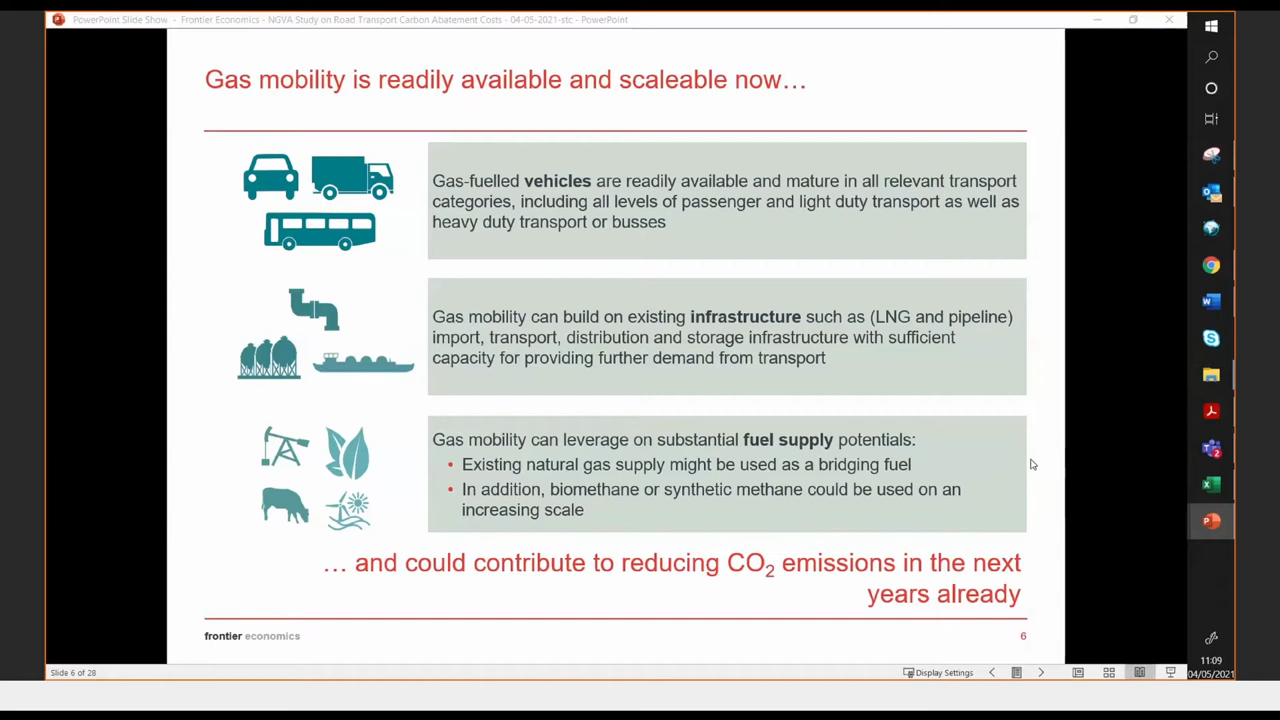 PowerPoint Slide Show - Frontier Economics - NGVA Study on Road Transport Carbon Abatement Costs - 04-05-2021-stc - PowerPoint
Gas mobility is readily available and scaleable now…
Gas-fuelled vehicles are readily available and mature in all relevant transport
categories, including all levels of passenger and light duty transport as well as
heavy duty transport or busses
Gas mobility can build on existing infrastructure such as (LNG and pipeline)
import, transport, distribution and storage infrastructure with sufficient
capacity for providing further demand from transport
Gas mobility can leverage on substantial fuel supply potentials:
• Existing natural gas supply might be used as a bridging fuel
• In addition, biomethane or synthetic methane could be used on an
increasing scale
… and could contribute to reducing CO₂ emissions in the next
years already
frontier economics
6
Slide 6 of 28
Display Settings
11:09
04/05/2021